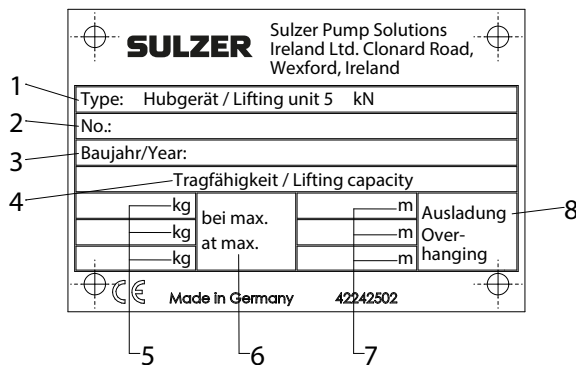 SULZER
Sulzer Pump Solutions
Ireland Ltd. Clonard Road,
Wexford, Ireland
1 Type: Hubgerät / Lifting unit 5 kN
2 No.:
3 Baujahr/Year:
4 Tragfähigkeit / Lifting capacity
kg
kg
kg
bei max.
at max.
m
m
m
Ausladung
Over-
hanging
8
CE Made in Germany 42242502
5 6 7